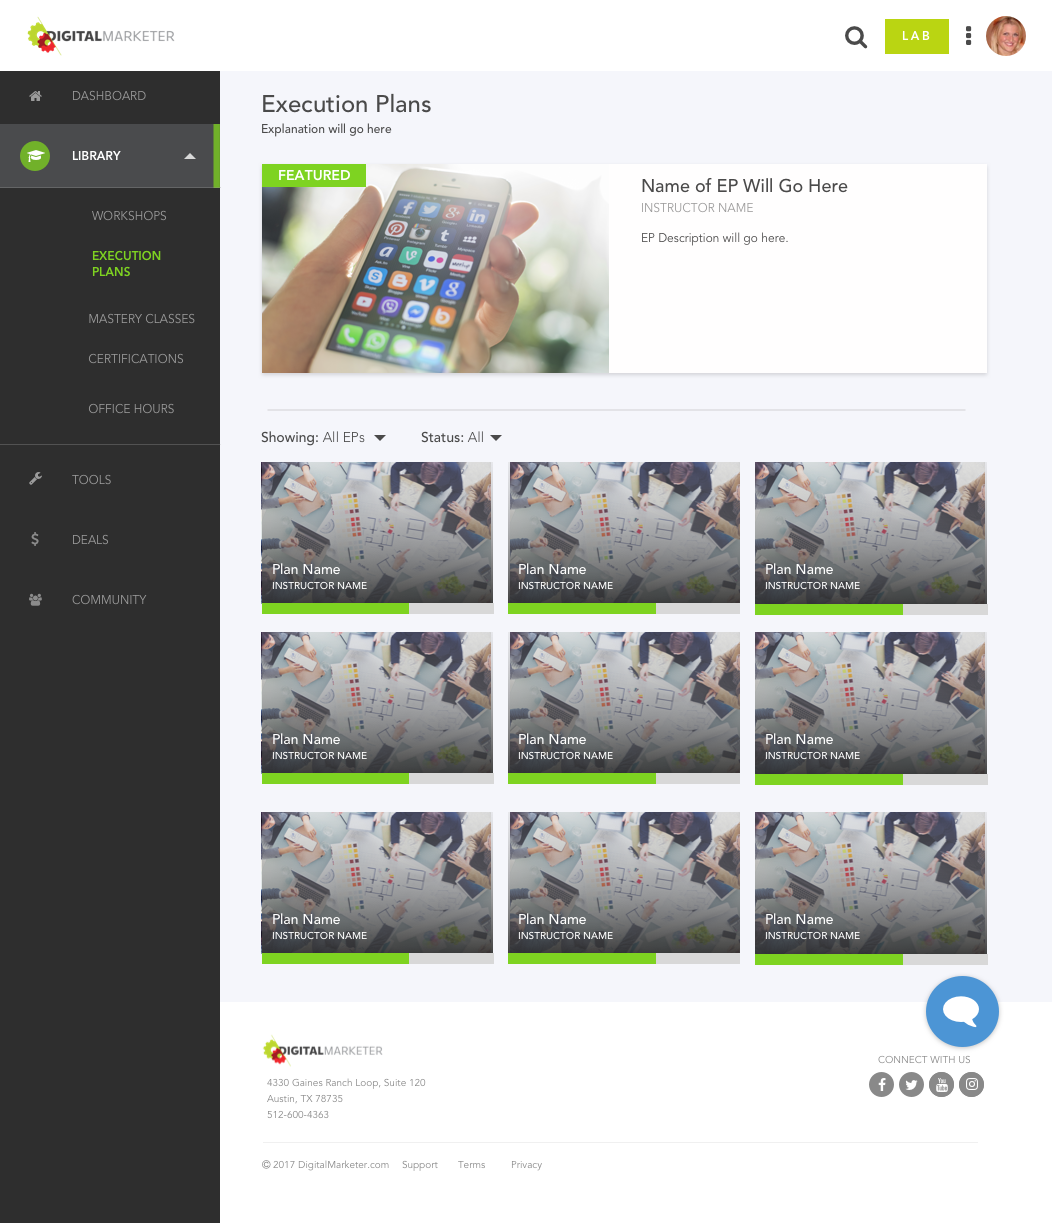 DIGITALMARKETER
LAB
DASHBOARD
LIBRARY
WORKSHOPS
EXECUTION
PLANS
MASTERY CLASSES
CERTIFICATIONS
OFFICE HOURS
TOOLS
DEALS
COMMUNITY
Execution Plans
Explanation will go here
FEATURED
Name of EP Will Go Here
INSTRUCTOR NAME
EP Description will go here.
Showing: All EPs
Status: All
Plan Name
INSTRUCTOR NAME
Plan Name
INSTRUCTOR NAME
Plan Name
INSTRUCTOR NAME
Plan Name
INSTRUCTOR NAME
Plan Name
INSTRUCTOR NAME
Plan Name
INSTRUCTOR NAME
Plan Name
INSTRUCTOR NAME
Plan Name
INSTRUCTOR NAME
Plan Name
INSTRUCTOR NAME
DIGITALMARKETER
4330 Gaines Ranch Loop, Suite 120
Austin, TX 78735
512-600-4363
CONNECT WITH US
© 2017 DigitalMarketer.com Support Terms Privacy